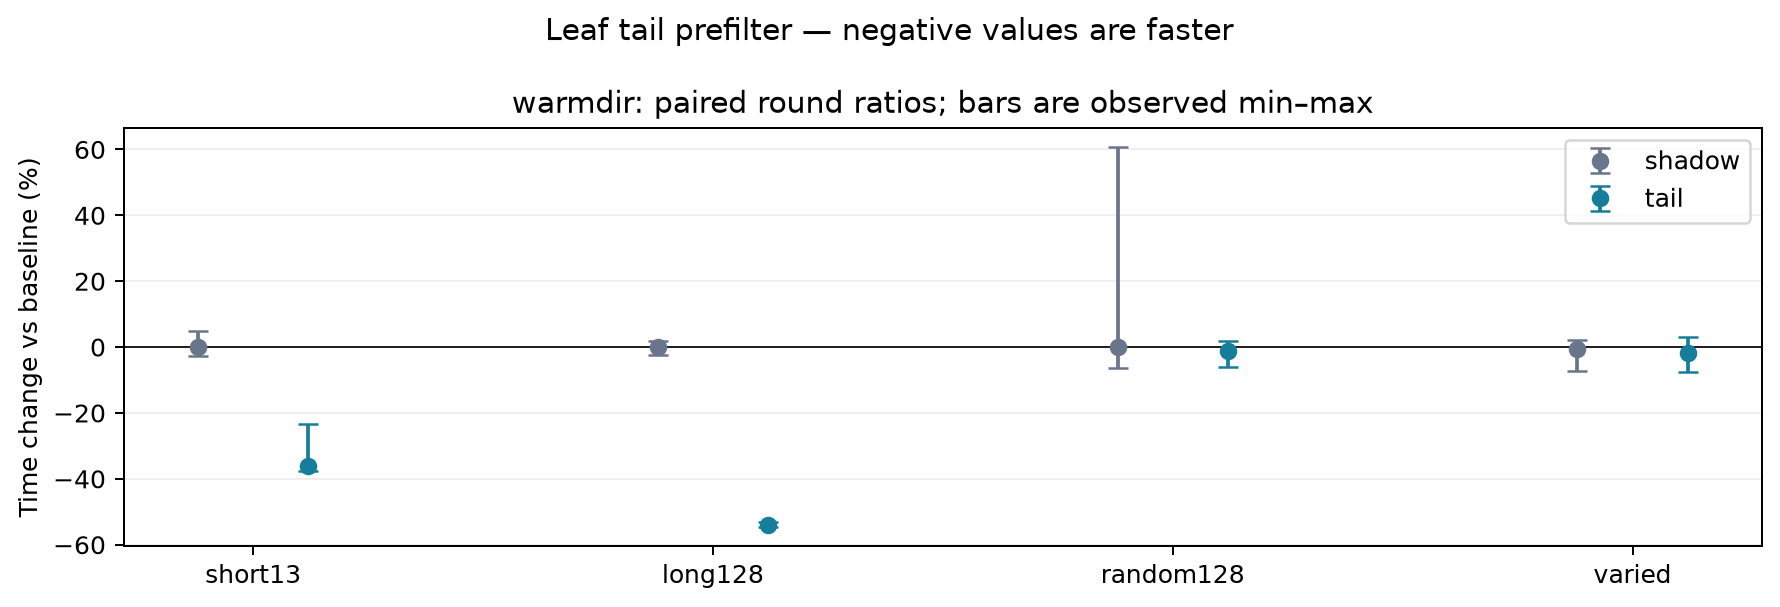 Leaf tail prefilter — negative values are faster
warmdir: paired round ratios; bars are observed min–max
Time change vs baseline (%)
60
40
20
0
−20
−40
−60
shadow
tail
short13
long128
random128
varied